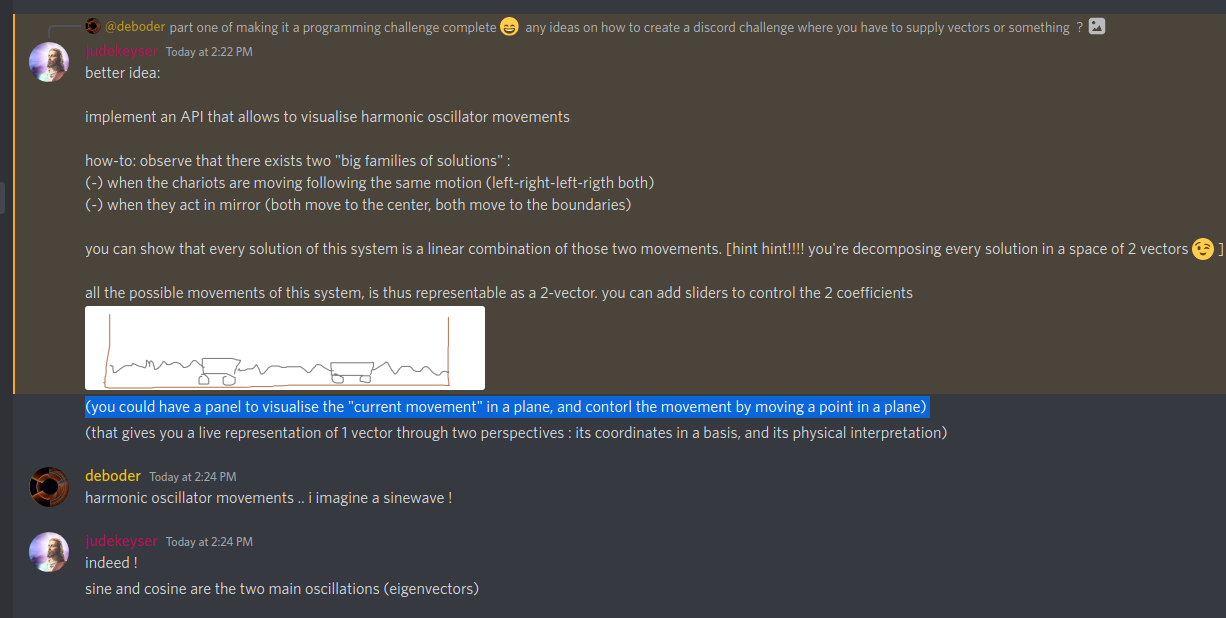 @deboder part one of making it a programming challenge complete 😄 any ideas on how to create a discord challenge where you have to supply vectors or something ?
judekeyser Today at 2:22 PM
better idea:
implement an API that allows to visualise harmonic oscillator movements
how-to: observe that there exists two "big families of solutions" :
(-) when the chariots are moving following the same motion (left-right-left-rigth both)
(-) when they act in mirror (both move to the center, both move to the boundaries)
you can show that every solution of this system is a linear combination of those two movements. [hint hint!!!! you're decomposing every solution in a space of 2 vectors 😉 ]
all the possible movements of this system, is thus representable as a 2-vector. you can add sliders to control the 2 coefficients
(you could have a panel to visualise the "current movement" in a plane, and contorl the movement by moving a point in a plane)
(that gives you a live representation of 1 vector through two perspectives : its coordinates in a basis, and its physical interpretation)
deboder Today at 2:24 PM
harmonic oscillator movements .. i imagine a sinewave !
judekeyser Today at 2:24 PM
indeed !
sine and cosine are the two main oscillations (eigenvectors)